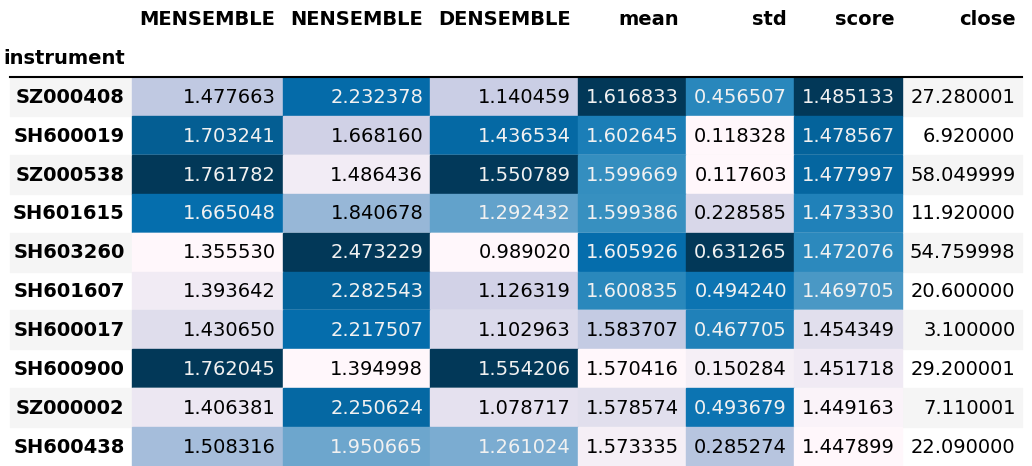 MENSEMBLE NENSEMBLE DENSEMBLE mean std score close
instrument
SZ000408 1.477663 2.232378 1.140459 1.616833 0.456507 1.485133 27.280001
SH600019 1.703241 1.668160 1.436534 1.602645 0.118328 1.478567 6.920000
SZ000538 1.761782 1.486436 1.550789 1.599669 0.117603 1.477997 58.049999
SH601615 1.665048 1.840678 1.292432 1.599386 0.228585 1.473330 11.920000
SH603260 1.355530 2.473229 0.989020 1.605926 0.631265 1.472076 54.759998
SH601607 1.393642 2.282543 1.126319 1.600835 0.494240 1.469705 20.600000
SH600017 1.430650 2.217507 1.102963 1.583707 0.467705 1.454349 3.100000
SH600900 1.762045 1.394998 1.554206 1.570416 0.150284 1.451718 29.200001
SZ000002 1.406381 2.250624 1.078717 1.578574 0.493679 1.449163 7.110001
SH600438 1.508316 1.950665 1.261024 1.573335 0.285274 1.447899 22.090000